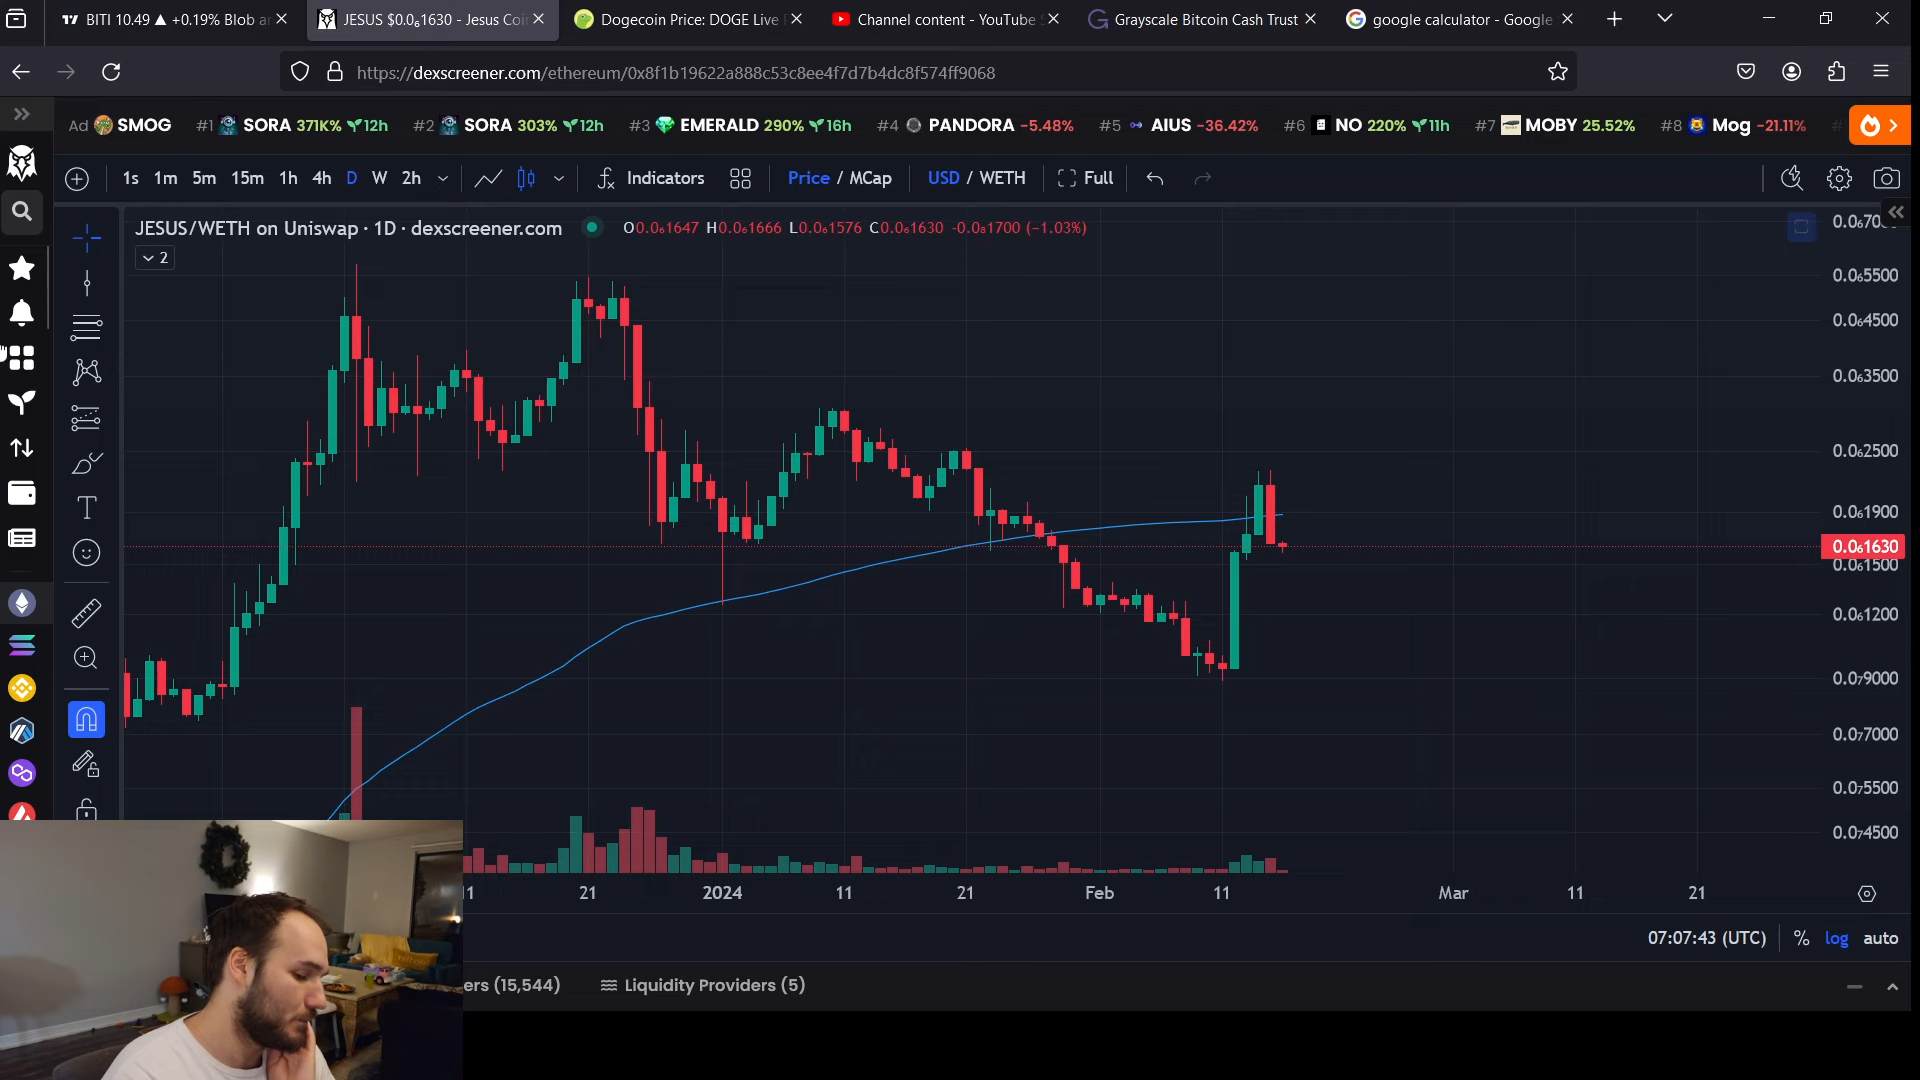 BITI 10.49 ▲ +0.19% Blob a
JESUS $0.0₆1630 - Jesus Coi
Dogecoin Price: DOGE Live
Channel content - YouTube
Grayscale Bitcoin Cash Trust
google calculator - Google
https://dexscreener.com/ethereum/0x8f1b19622a888c53c8ee4f7d7b4dc8f574ff9068
Ad SMOG #1 SORA 371K% 12h #2 SORA 303% 12h #3 EMERALD 290% 16h #4 PANDORA -5.48% #5 AIUS -36.42% #6 NO 220% 11h #7 MOBY 25.52% #8 Mog -21.11% #
1s 1m 5m 15m 1h 4h D W 2h Indicators Price / MCap USD / WETH Full
JESUS/WETH on Uniswap · 1D · dexscreener.com O0.0₆1647 H0.0₆1666 L0.0₆1576 C0.0₆1630 -0.0₈1700 (−1.03%)
2
0.0₆5500
0.0₆4500
0.0₆3500
0.0₆2500
0.0₆1900
0.0₆1630
0.0₆1500
0.0₆1200
0.0₇9000
0.0₇7000
0.0₇5500
0.0₇4500
21 2024 11 21 Feb 11 Mar 11 21
07:07:43 (UTC) % log auto
ers (15,544) Liquidity Providers (5)